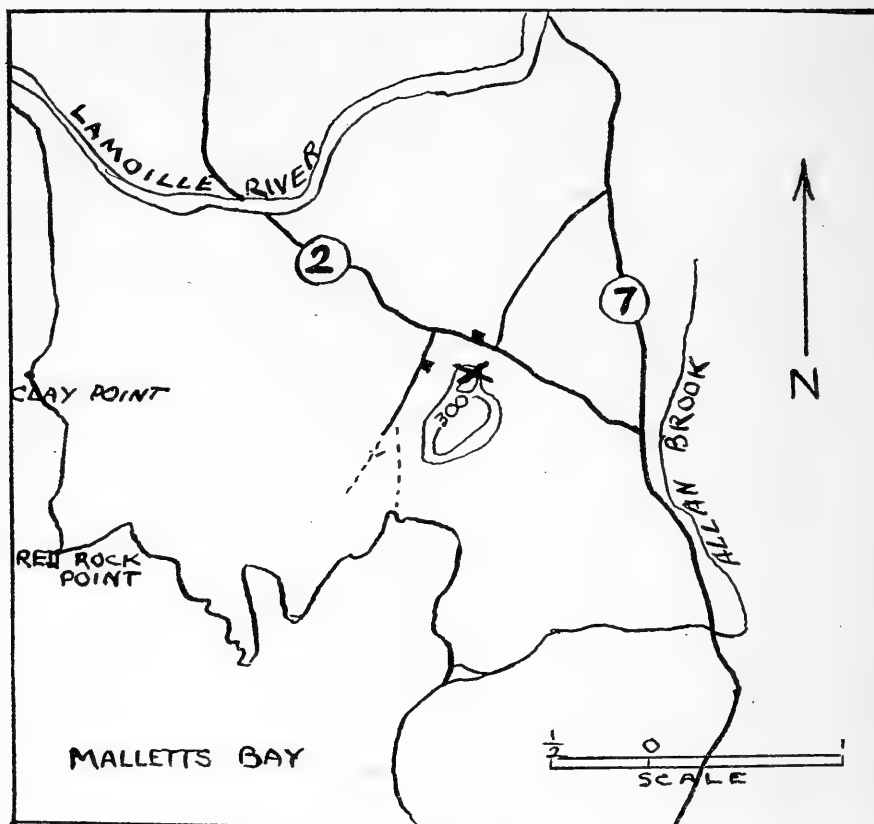 LAMOILLE RIVER
2
7
N
300
CLAY POINT
ALLAN BROOK
RED ROCK
POINT
MALLETTS BAY
1/2 0 1
SCALE